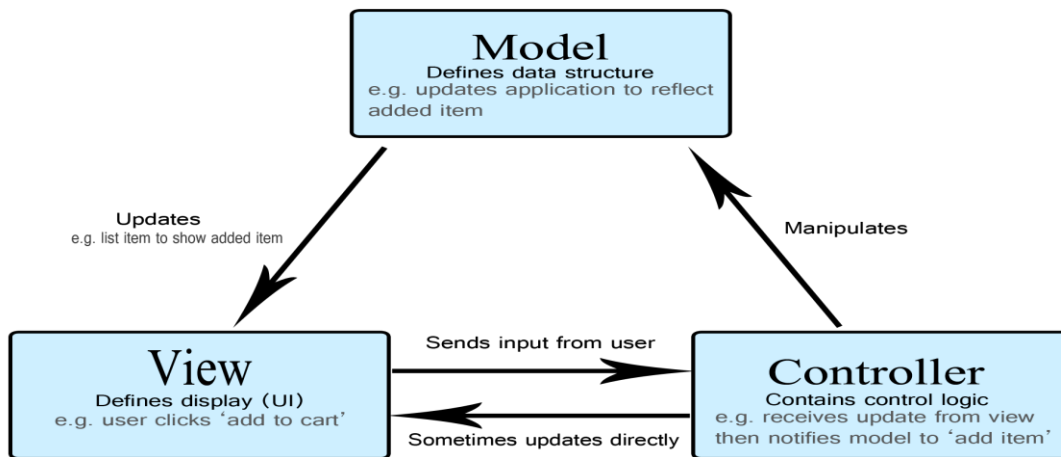 Model
Defines data structure
e.g. updates application to reflect
added item
Updates
e.g. list item to show added item
Manipulates
View
Defines display (UI)
e.g. user clicks ‘add to cart’
Sends input from user
Sometimes updates directly
Controller
Contains control logic
e.g. receives update from view
then notifies model to ‘add item’